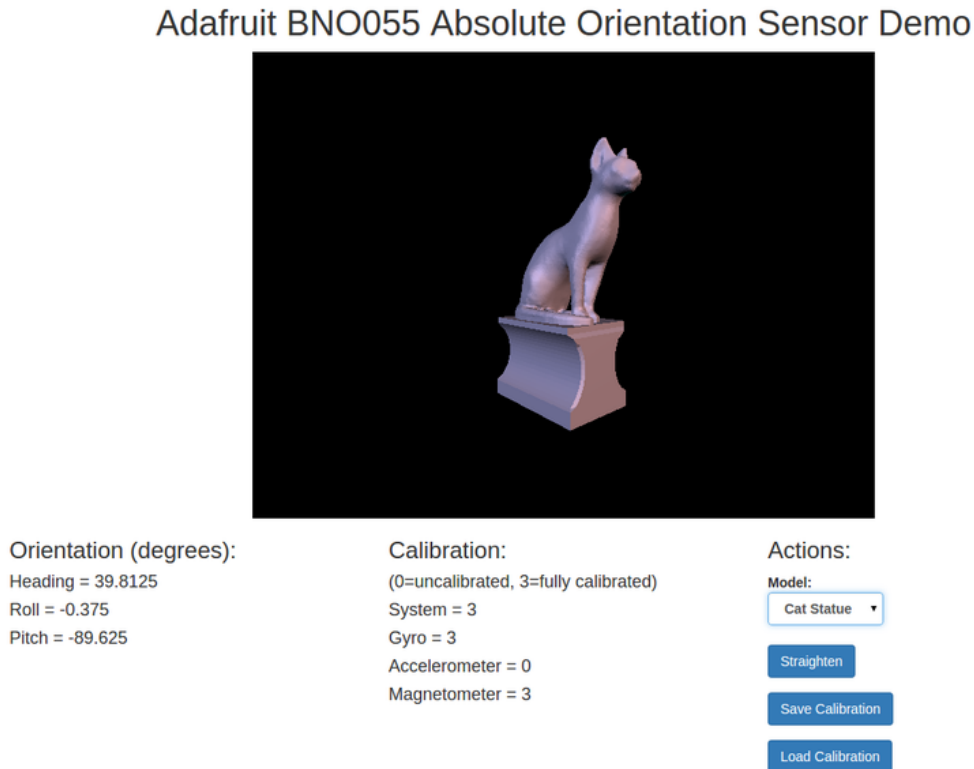 Adafruit BNO055 Absolute Orientation Sensor Demo
Orientation (degrees):
Heading = 39.8125
Roll = -0.375
Pitch = -89.625
Calibration:
(0=uncalibrated, 3=fully calibrated)
System = 3
Gyro = 3
Accelerometer = 0
Magnetometer = 3
Actions:
Model:
Cat Statue
Straighten
Save Calibration
Load Calibration